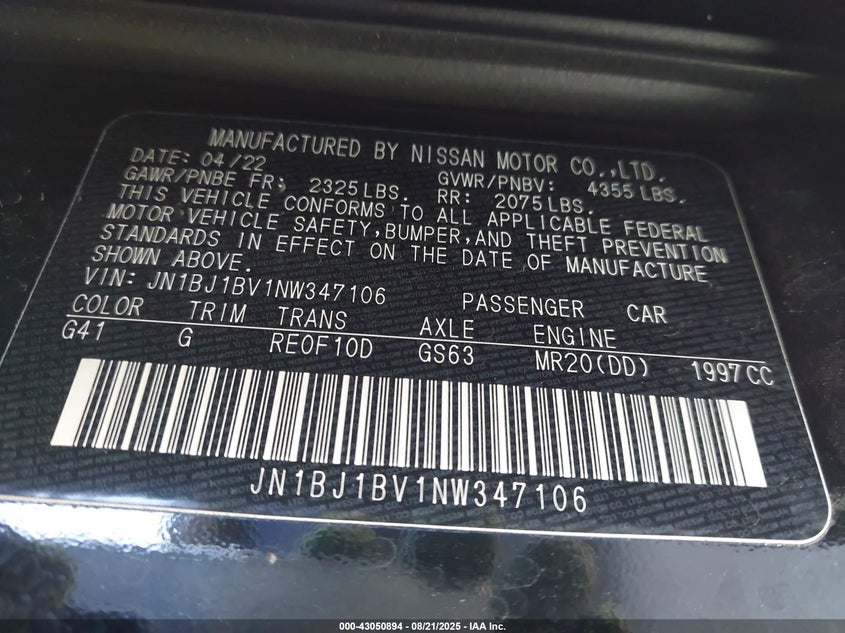 MANUFACTURED BY NISSAN MOTOR CO.,LTD.
DATE: 04/22 GVWR/PNBV: 4355 LBS.
GAWR/PNBE FR: 2325 LBS. RR: 2075 LBS.
THIS VEHICLE CONFORMS TO ALL APPLICABLE FEDERAL
MOTOR VEHICLE SAFETY, BUMPER, AND THEFT PREVENTION
STANDARDS IN EFFECT ON THE DATE OF MANUFACTURE
SHOWN ABOVE.
VIN: JN1BJ1BV1NW347106 PASSENGER CAR
COLOR TRIM TRANS AXLE ENGINE
G41 G RE0F10D GS63 MR20(DD) 1997 CC
JN1BJ1BV1NW347106
000-43050894 - 08/21/2025 - IAA Inc.